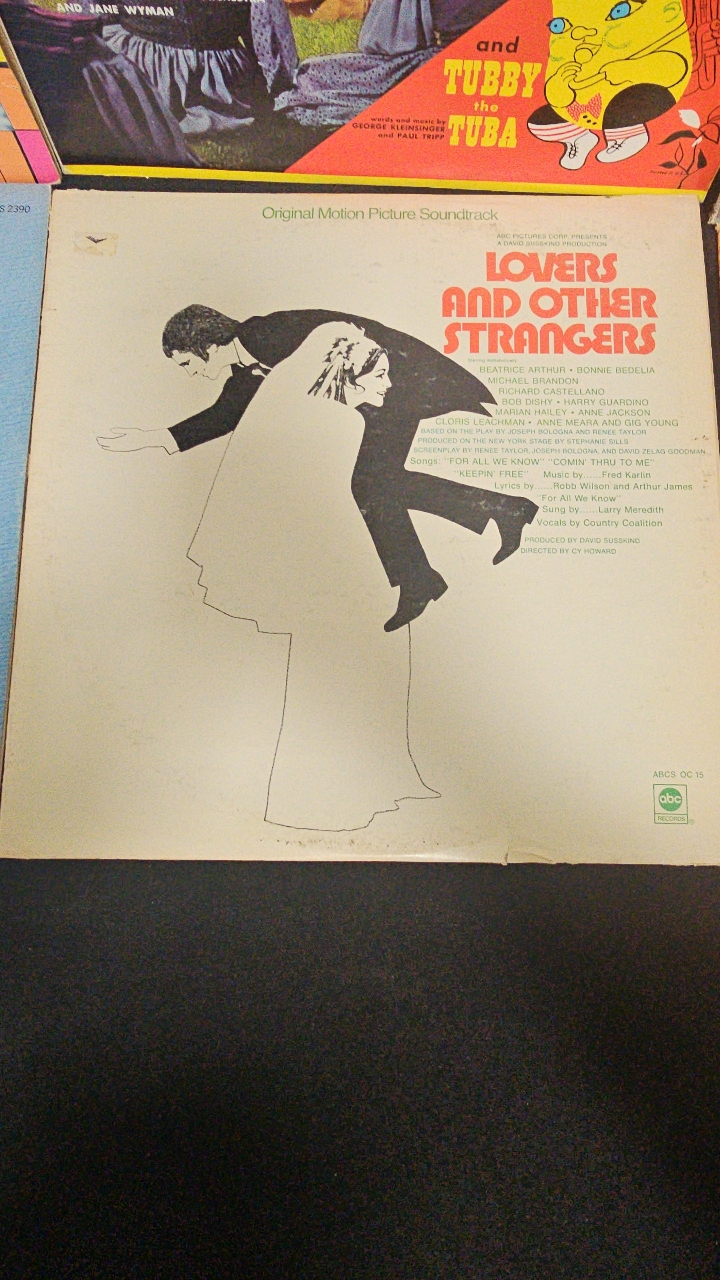 AND JANE WYMAN
and
TUBBY
the
TUBA
words and music by
GEORGE KLEINSINGER
and PAUL TRIPP
S 2390
Original Motion Picture Soundtrack
ABC PICTURES CORP. PRESENTS
A DAVID SUSSKIND PRODUCTION
LOVERS
AND OTHER
STRANGERS
BEATRICE ARTHUR • BONNIE BEDELIA
MICHAEL BRANDON
RICHARD CASTELLANO
BOB DISHY • HARRY GUARDINO
MARIAN HAILEY • ANNE JACKSON
CLORIS LEACHMAN • ANNE MEARA AND GIG YOUNG
BASED ON THE PLAY BY JOSEPH BOLOGNA AND RENEE TAYLOR
PRODUCED ON THE NEW YORK STAGE BY STEPHANIE SILLS
SCREENPLAY BY RENEE TAYLOR, JOSEPH BOLOGNA, AND DAVID ZELAG GOODMAN
Songs: "FOR ALL WE KNOW" "COMIN' THRU TO ME"
"KEEPIN' FREE" Music by......Fred Karlin
Lyrics by......Robb Wilson and Arthur James
"For All We Know"
Sung by......Larry Meredith
Vocals by Country Coalition
PRODUCED BY DAVID SUSSKIND
DIRECTED BY CY HOWARD
ABCS OC 15
abc
RECORDS